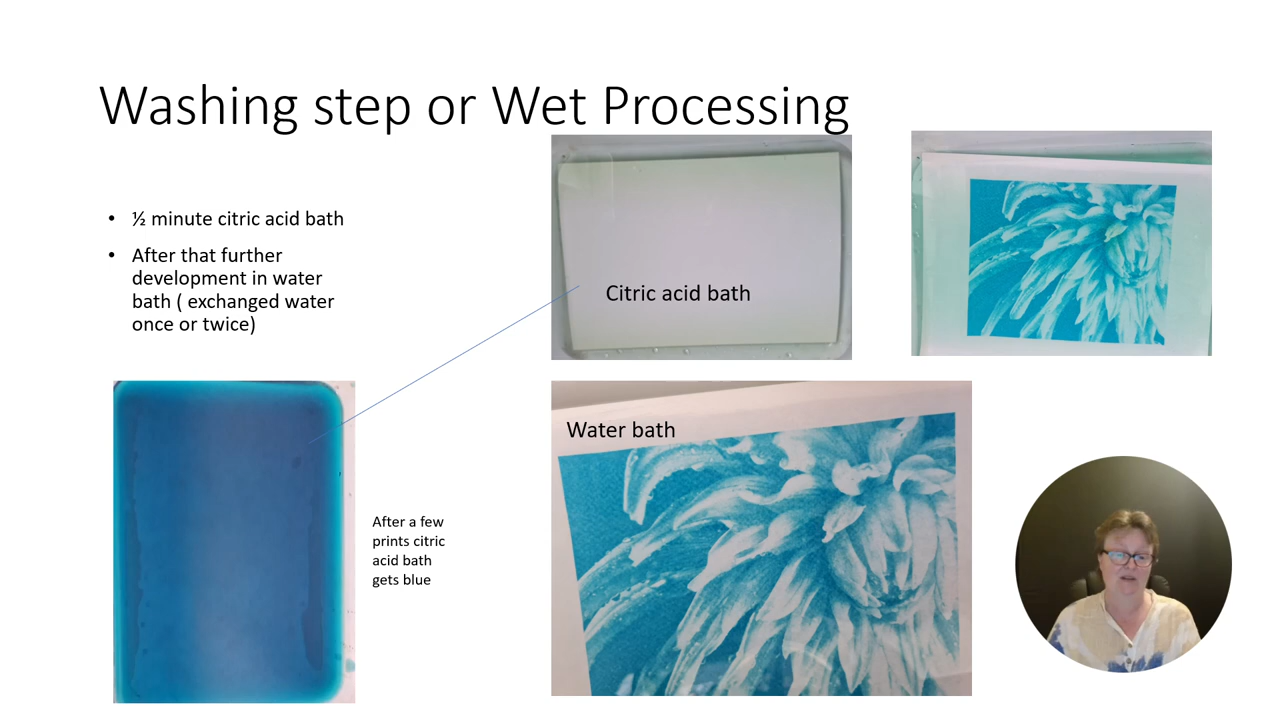 Washing step or Wet Processing
• ½ minute citric acid bath
• After that further
development in water
bath ( exchanged water
once or twice)
Citric acid bath
Water bath
After a few
prints citric
acid bath
gets blue